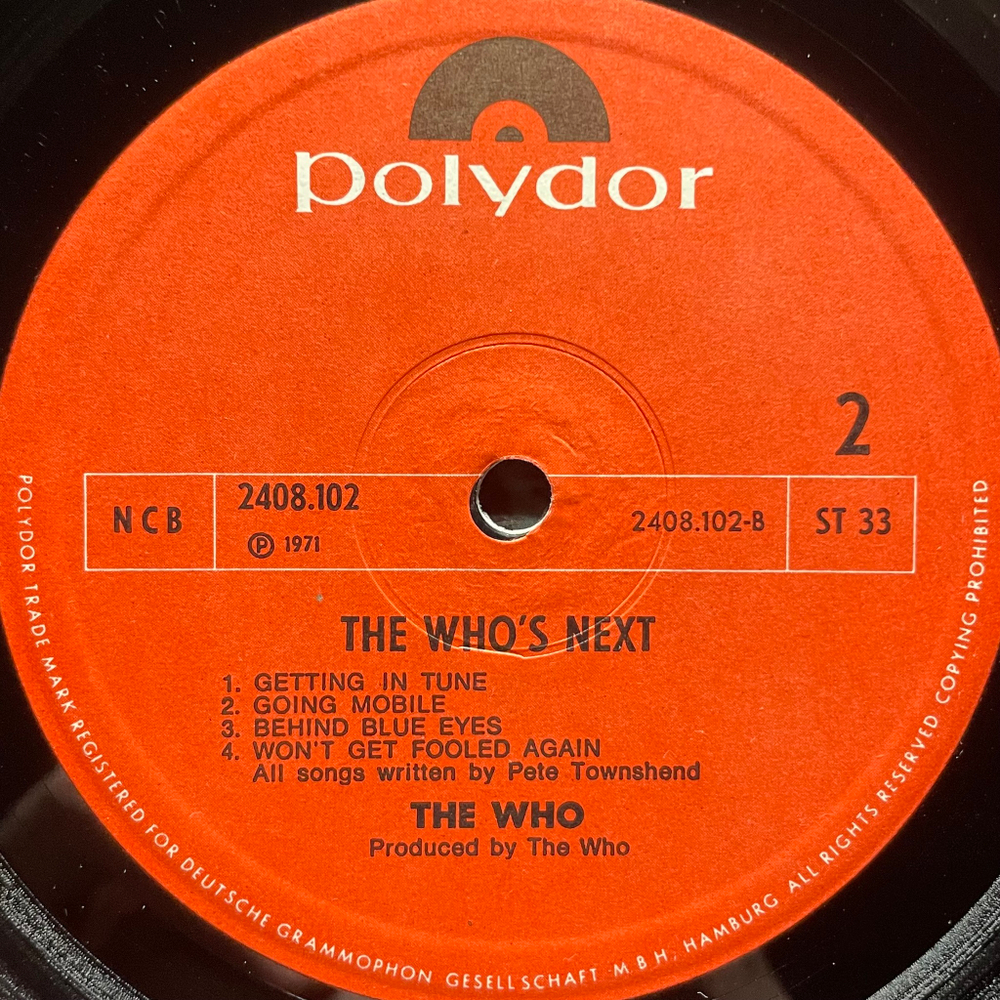 polydor
2
NCB
2408.102
Ⓟ 1971
2408.102-B
ST 33
THE WHO'S NEXT
1. GETTING IN TUNE
2. GOING MOBILE
3. BEHIND BLUE EYES
4. WON'T GET FOOLED AGAIN
All songs written by Pete Townshend
THE WHO
Produced by The Who
POLYDOR TRADE MARK REGISTERED FOR DEUTSCHE GRAMMOPHON GESELLSCHAFT M B H, HAMBURG ALL RIGHTS RESERVED COPYING PROHIBITED